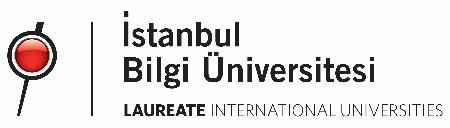 İstanbul
Bilgi Üniversitesi
LAUREATE INTERNATIONAL UNIVERSITIES